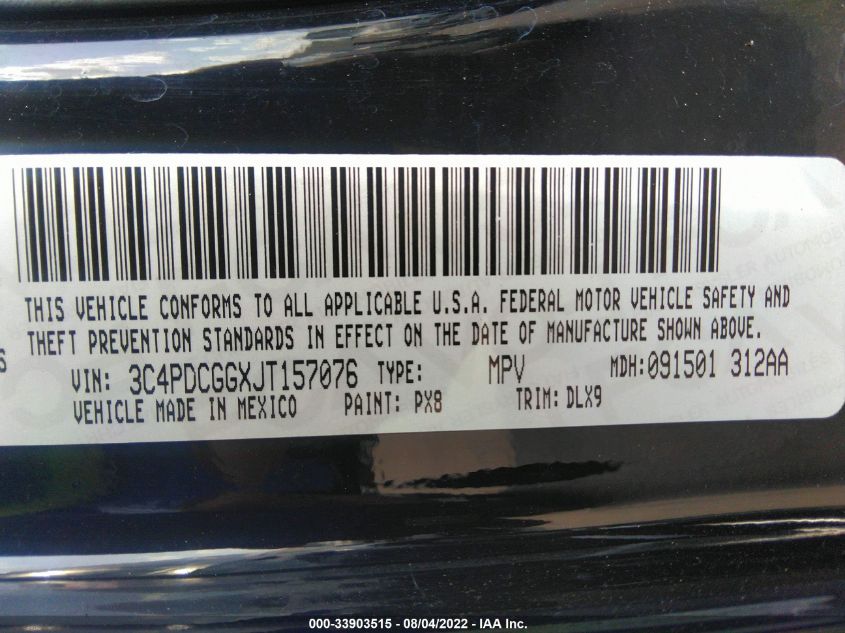 THIS VEHICLE CONFORMS TO ALL APPLICABLE U.S.A. FEDERAL MOTOR VEHICLE SAFETY AND
THEFT PREVENTION STANDARDS IN EFFECT ON THE DATE OF MANUFACTURE SHOWN ABOVE.
VIN: 3C4PDCGGXJT157076 TYPE: MPV MDH:091501 312AA
VEHICLE MADE IN MEXICO PAINT: PX8 TRIM: DLX9
000-33903515 - 08/04/2022 - IAA Inc.